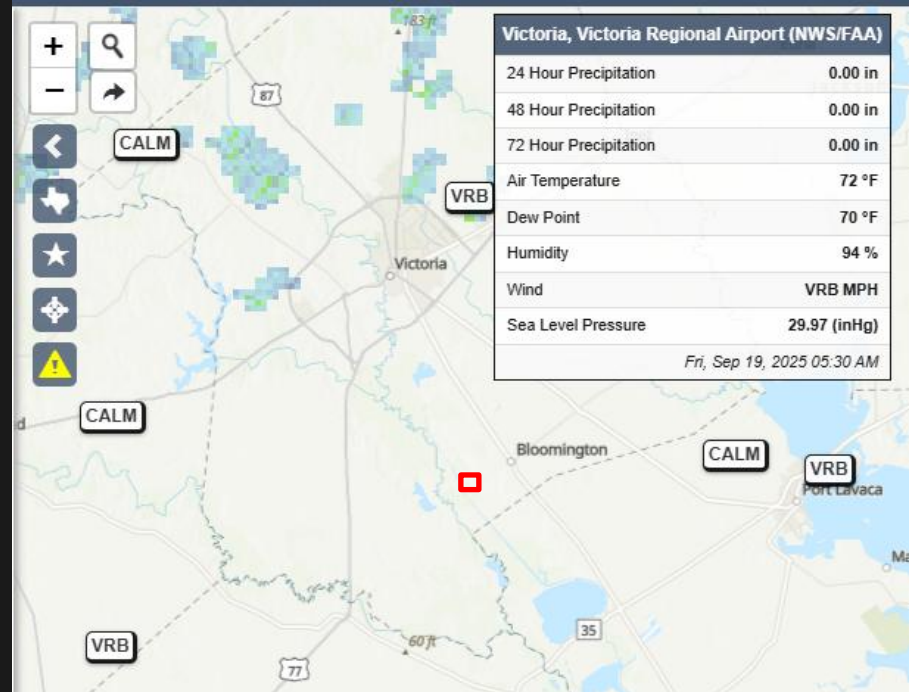 +
−
183 ft
87
CALM
VRB
Victoria
Victoria, Victoria Regional Airport (NWS/FAA)
24 Hour Precipitation 0.00 in
48 Hour Precipitation 0.00 in
72 Hour Precipitation 0.00 in
Air Temperature 72 °F
Dew Point 70 °F
Humidity 94 %
Wind VRB MPH
Sea Level Pressure 29.97 (inHg)
Fri, Sep 19, 2025 05:30 AM
CALM
d
Bloomington
CALM
VRB
Port Lavaca
Ma
35
VRB
60 ft
77